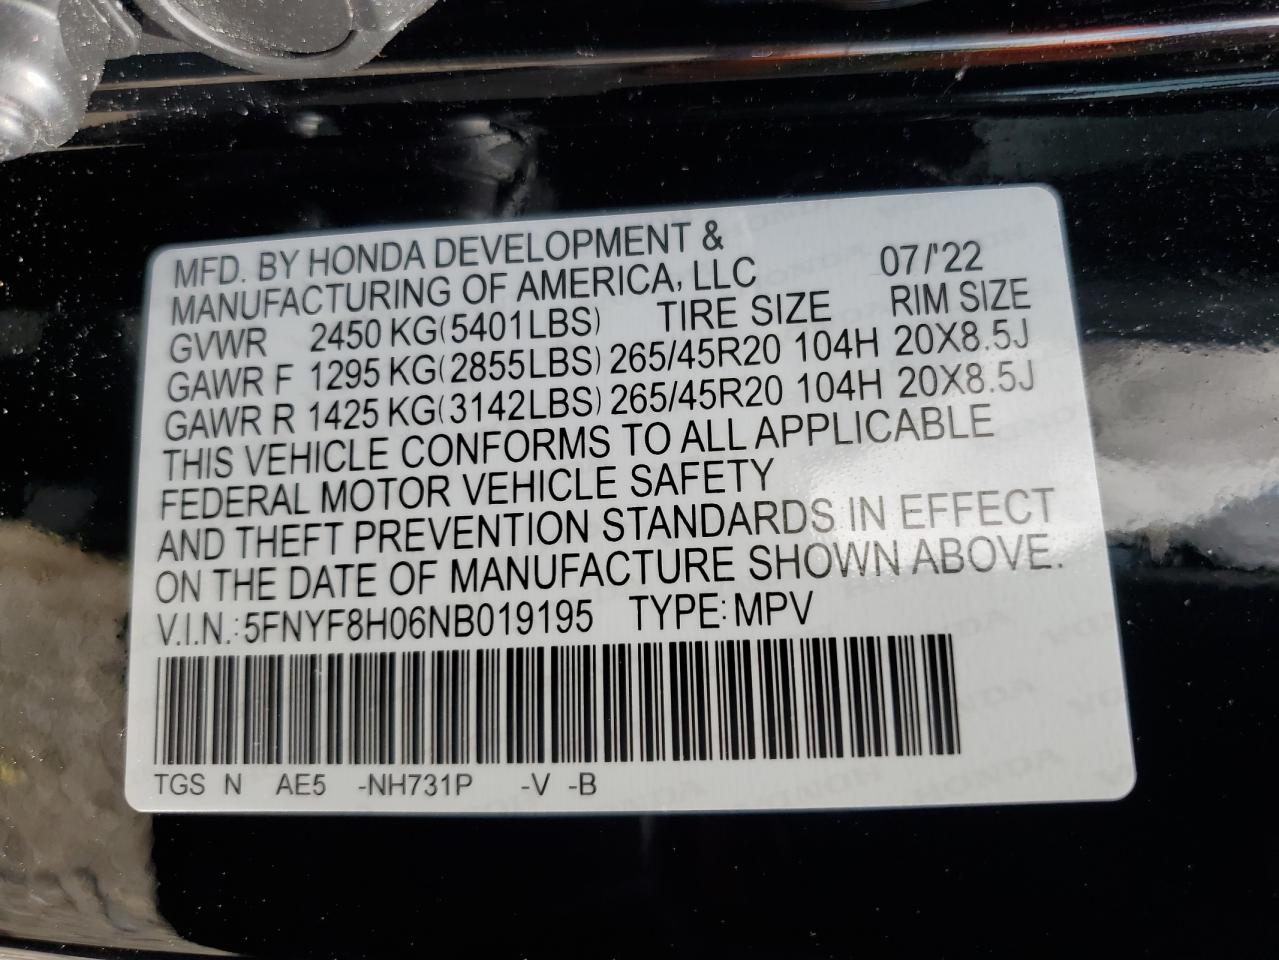 MFD. BY HONDA DEVELOPMENT &
MANUFACTURING OF AMERICA, LLC 07/'22
GVWR 2450 KG(5401LBS) TIRE SIZE RIM SIZE
GAWR F 1295 KG(2855LBS) 265/45R20 104H 20X8.5J
GAWR R 1425 KG(3142LBS) 265/45R20 104H 20X8.5J
THIS VEHICLE CONFORMS TO ALL APPLICABLE
FEDERAL MOTOR VEHICLE SAFETY
AND THEFT PREVENTION STANDARDS IN EFFECT
ON THE DATE OF MANUFACTURE SHOWN ABOVE.
V.I.N.: 5FNYF8H06NB019195 TYPE: MPV
TGS N AE5 -NH731P -V -B